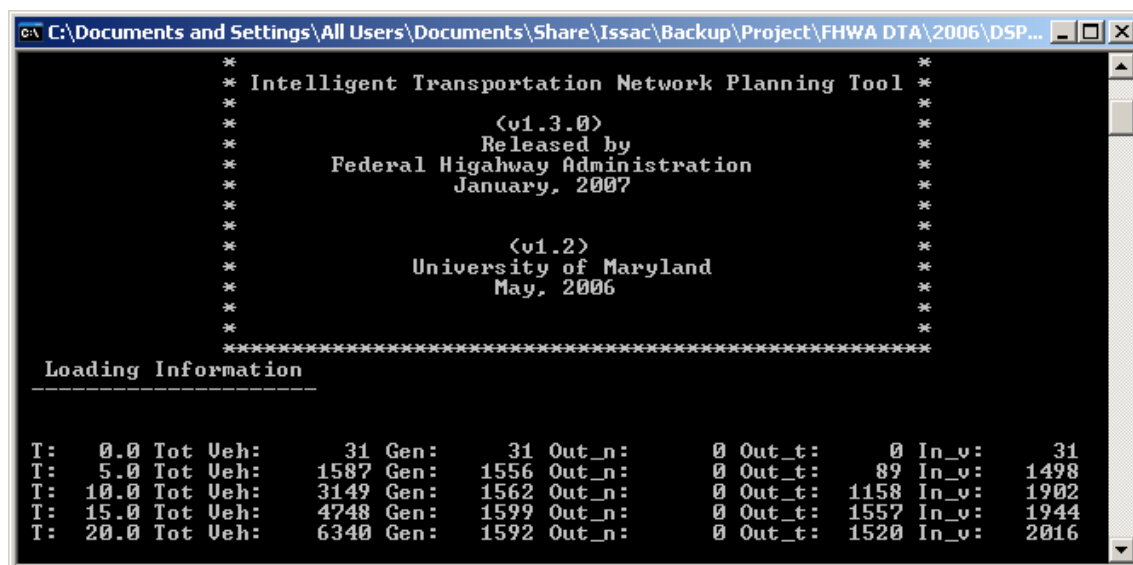 C:\Documents and Settings\All Users\Documents\Share\Issac\Backup\Project\FHWA DTA\2006\DSP...
* *
* Intelligent Transportation Network Planning Tool *
* *
* (v1.3.0) *
* Released by *
* Federal Higahway Administration *
* January, 2007 *
* *
* *
* (v1.2) *
* University of Maryland *
* May, 2006 *
* *
* *
****************************************************
Loading Information
---------------------
T: 0.0 Tot Veh: 31 Gen: 31 Out_n: 0 Out_t: 0 In_v: 31
T: 5.0 Tot Veh: 1587 Gen: 1556 Out_n: 0 Out_t: 89 In_v: 1498
T: 10.0 Tot Veh: 3149 Gen: 1562 Out_n: 0 Out_t: 1158 In_v: 1902
T: 15.0 Tot Veh: 4748 Gen: 1599 Out_n: 0 Out_t: 1557 In_v: 1944
T: 20.0 Tot Veh: 6340 Gen: 1592 Out_n: 0 Out_t: 1520 In_v: 2016